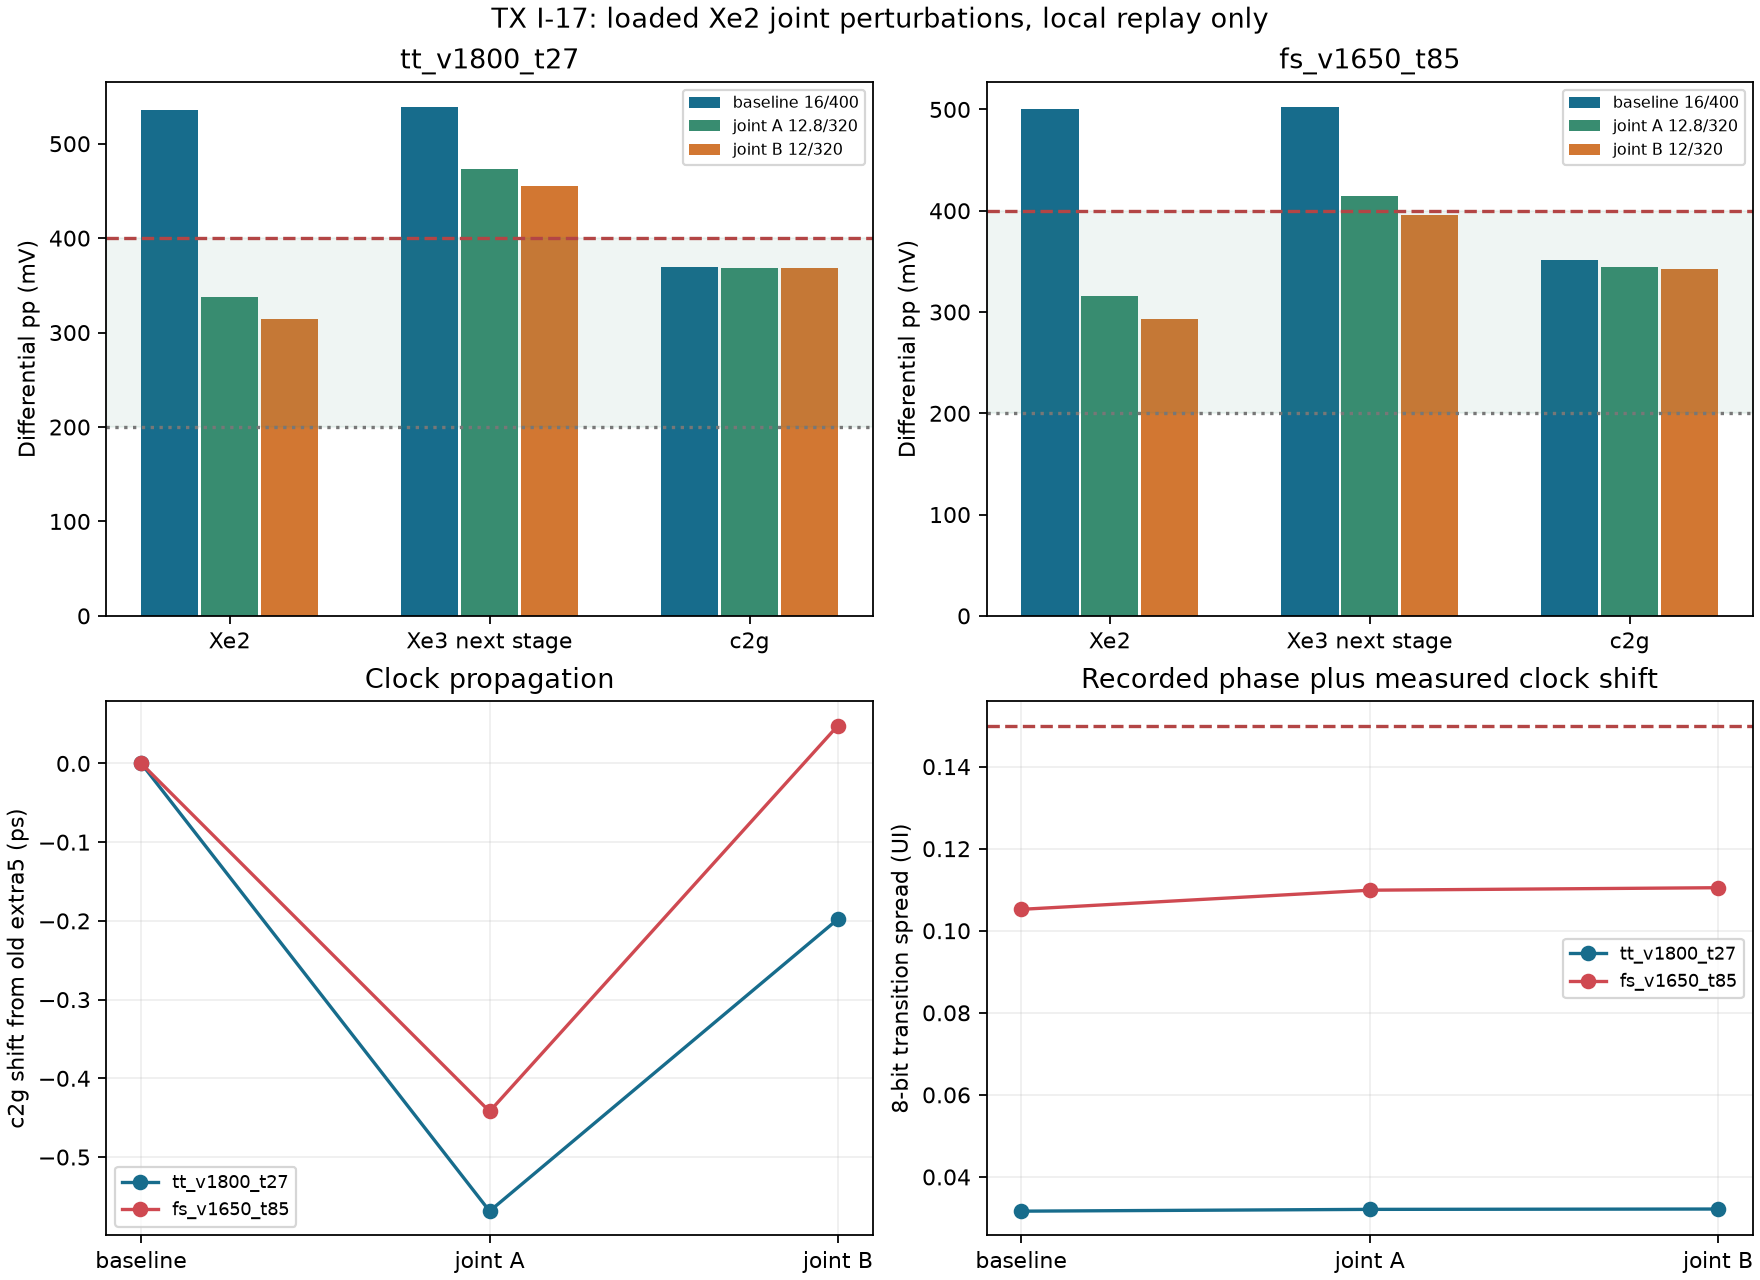 TX I-17: loaded Xe2 joint perturbations, local replay only
tt_v1800_t27
Differential pp (mV)
500
400
300
200
100
0
baseline 16/400
joint A 12.8/320
joint B 12/320
Xe2
Xe3 next stage
c2g
fs_v1650_t85
Differential pp (mV)
500
400
300
200
100
0
baseline 16/400
joint A 12.8/320
joint B 12/320
Xe2
Xe3 next stage
c2g
Clock propagation
c2g shift from old extra5 (ps)
0.0
−0.1
−0.2
−0.3
−0.4
−0.5
tt_v1800_t27
fs_v1650_t85
baseline
joint A
joint B
Recorded phase plus measured clock shift
8-bit transition spread (UI)
0.14
0.12
0.10
0.08
0.06
0.04
tt_v1800_t27
fs_v1650_t85
baseline
joint A
joint B